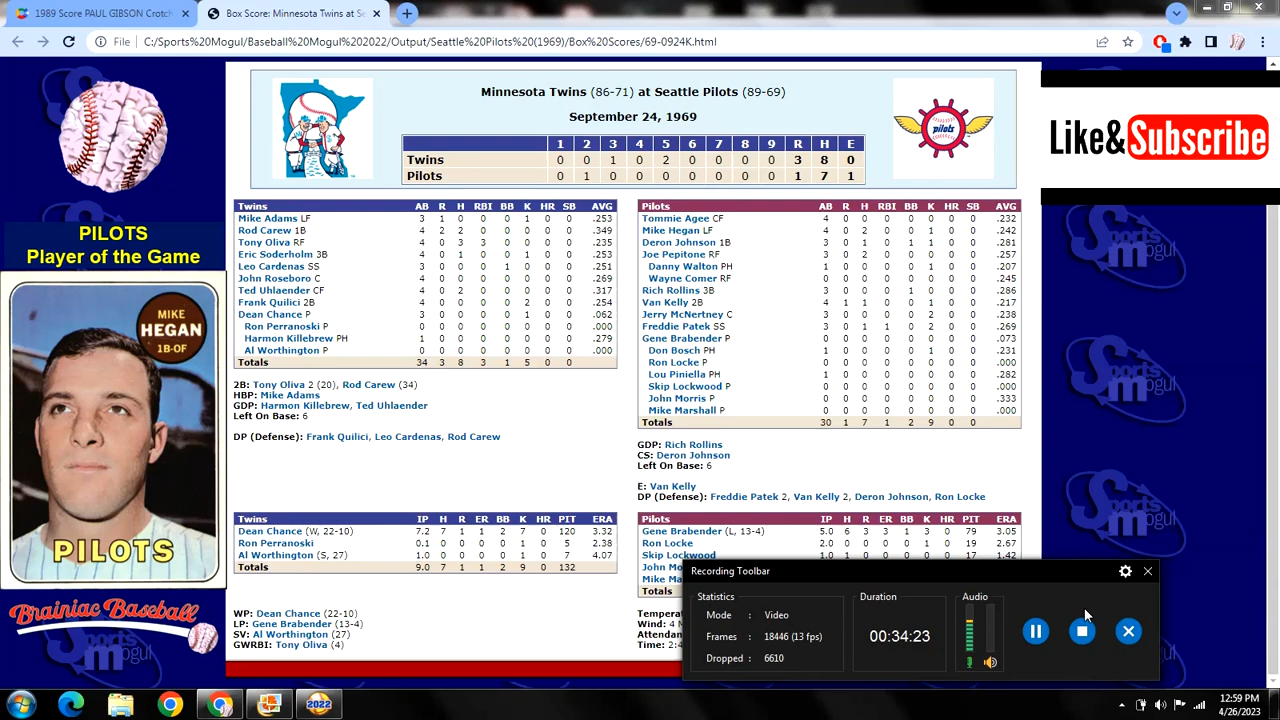 1989 Score PAUL GIBSON Crotch
Box Score: Minnesota Twins at Se
File C:/Sports%20Mogul/Baseball%20Mogul%202022/Output/Seattle%20Pilots%20(1969)/Box%20Scores/69-0924K.html
Minnesota Twins (86-71) at Seattle Pilots (89-69)
September 24, 1969
1 2 3 4 5 6 7 8 9 R H E
Twins 0 0 1 0 2 0 0 0 0 3 8 0
Pilots 0 1 0 0 0 0 0 0 0 1 7 1
pilots
Like&Subscribe
PILOTS
Player of the Game
MIKE
HEGAN
1B-OF
PILOTS
Brainiac Baseball
Twins AB R H RBI BB K HR SB AVG
Mike Adams LF 3 1 0 0 0 1 0 0 .253
Rod Carew 1B 4 2 2 0 0 0 0 0 .349
Tony Oliva RF 4 0 3 3 0 0 0 0 .235
Eric Soderholm 3B 4 0 1 0 0 1 0 0 .253
Leo Cardenas SS 3 0 0 0 1 0 0 0 .251
John Roseboro C 4 0 0 0 0 0 0 0 .269
Ted Uhlaender CF 4 0 2 0 0 0 0 0 .317
Frank Quilici 2B 4 0 0 0 0 2 0 0 .254
Dean Chance P 3 0 0 0 0 1 0 0 .062
Ron Perranoski P 0 0 0 0 0 0 0 0 .000
Harmon Killebrew PH 1 0 0 0 0 0 0 0 .279
Al Worthington P 0 0 0 0 0 0 0 0 .000
Totals 34 3 8 3 1 5 0 0
2B: Tony Oliva 2 (20), Rod Carew (34)
HBP: Mike Adams
GDP: Harmon Killebrew, Ted Uhlaender
Left On Base: 6
DP (Defense): Frank Quilici, Leo Cardenas, Rod Carew
Pilots AB R H RBI BB K HR SB AVG
Tommie Agee CF 4 0 0 0 0 0 0 0 .232
Mike Hegan LF 4 0 2 0 0 1 0 0 .242
Deron Johnson 1B 3 0 1 0 1 1 0 0 .281
Joe Pepitone RF 3 0 2 0 0 0 0 0 .257
Danny Walton PH 1 0 0 0 0 1 0 0 .207
Wayne Comer RF 0 0 0 0 0 0 0 0 .245
Rich Rollins 3B 3 0 0 0 1 0 0 0 .286
Van Kelly 2B 4 1 1 0 0 1 0 0 .217
Jerry McNertney C 3 0 0 0 0 2 0 0 .238
Freddie Patek SS 3 0 1 1 0 2 0 0 .269
Gene Brabender P 0 0 0 0 0 0 0 0 .073
Don Bosch PH 1 0 0 0 0 1 0 0 .231
Ron Locke P 0 0 0 0 0 0 0 0 .000
Lou Piniella PH 1 0 0 0 0 0 0 0 .282
Skip Lockwood P 0 0 0 0 0 0 0 0 .000
John Morris P 0 0 0 0 0 0 0 0 .333
Mike Marshall P 0 0 0 0 0 0 0 0 .000
Totals 30 1 7 1 2 9 0 0
GDP: Rich Rollins
CS: Deron Johnson
Left On Base: 6
E: Van Kelly
DP (Defense): Freddie Patek 2, Van Kelly 2, Deron Johnson, Ron Locke
Twins IP H R ER BB K HR PIT ERA
Dean Chance (W, 22-10) 7.2 7 1 1 2 7 0 120 3.32
Ron Perranoski 0.1 0 0 0 0 1 0 5 2.38
Al Worthington (S, 27) 1.0 0 0 0 0 1 0 7 4.07
Totals 9.0 7 1 1 2 9 0 132
WP: Dean Chance (22-10)
LP: Gene Brabender (13-4)
SV: Al Worthington (27)
GWRBI: Tony Oliva (4)
Pilots IP H R ER BB K HR PIT ERA
Gene Brabender (L, 13-4) 5.0 6 3 3 1 3 0 79 3.05
Ron Locke 2.0 0 0 0 0 1 0 19 2.67
Skip Lockwood 1.0 1 0 0 0 0 0 17 1.42
John Mo
Mike Ma
Totals
Temperat
Wind: 4 M
Attendan
Time: 2:4
Recording Toolbar
Statistics
Mode : Video
Frames : 18446 (13 fps)
Dropped : 6610
Duration
00:34:23
Audio
2022
12:59 PM
4/26/2023